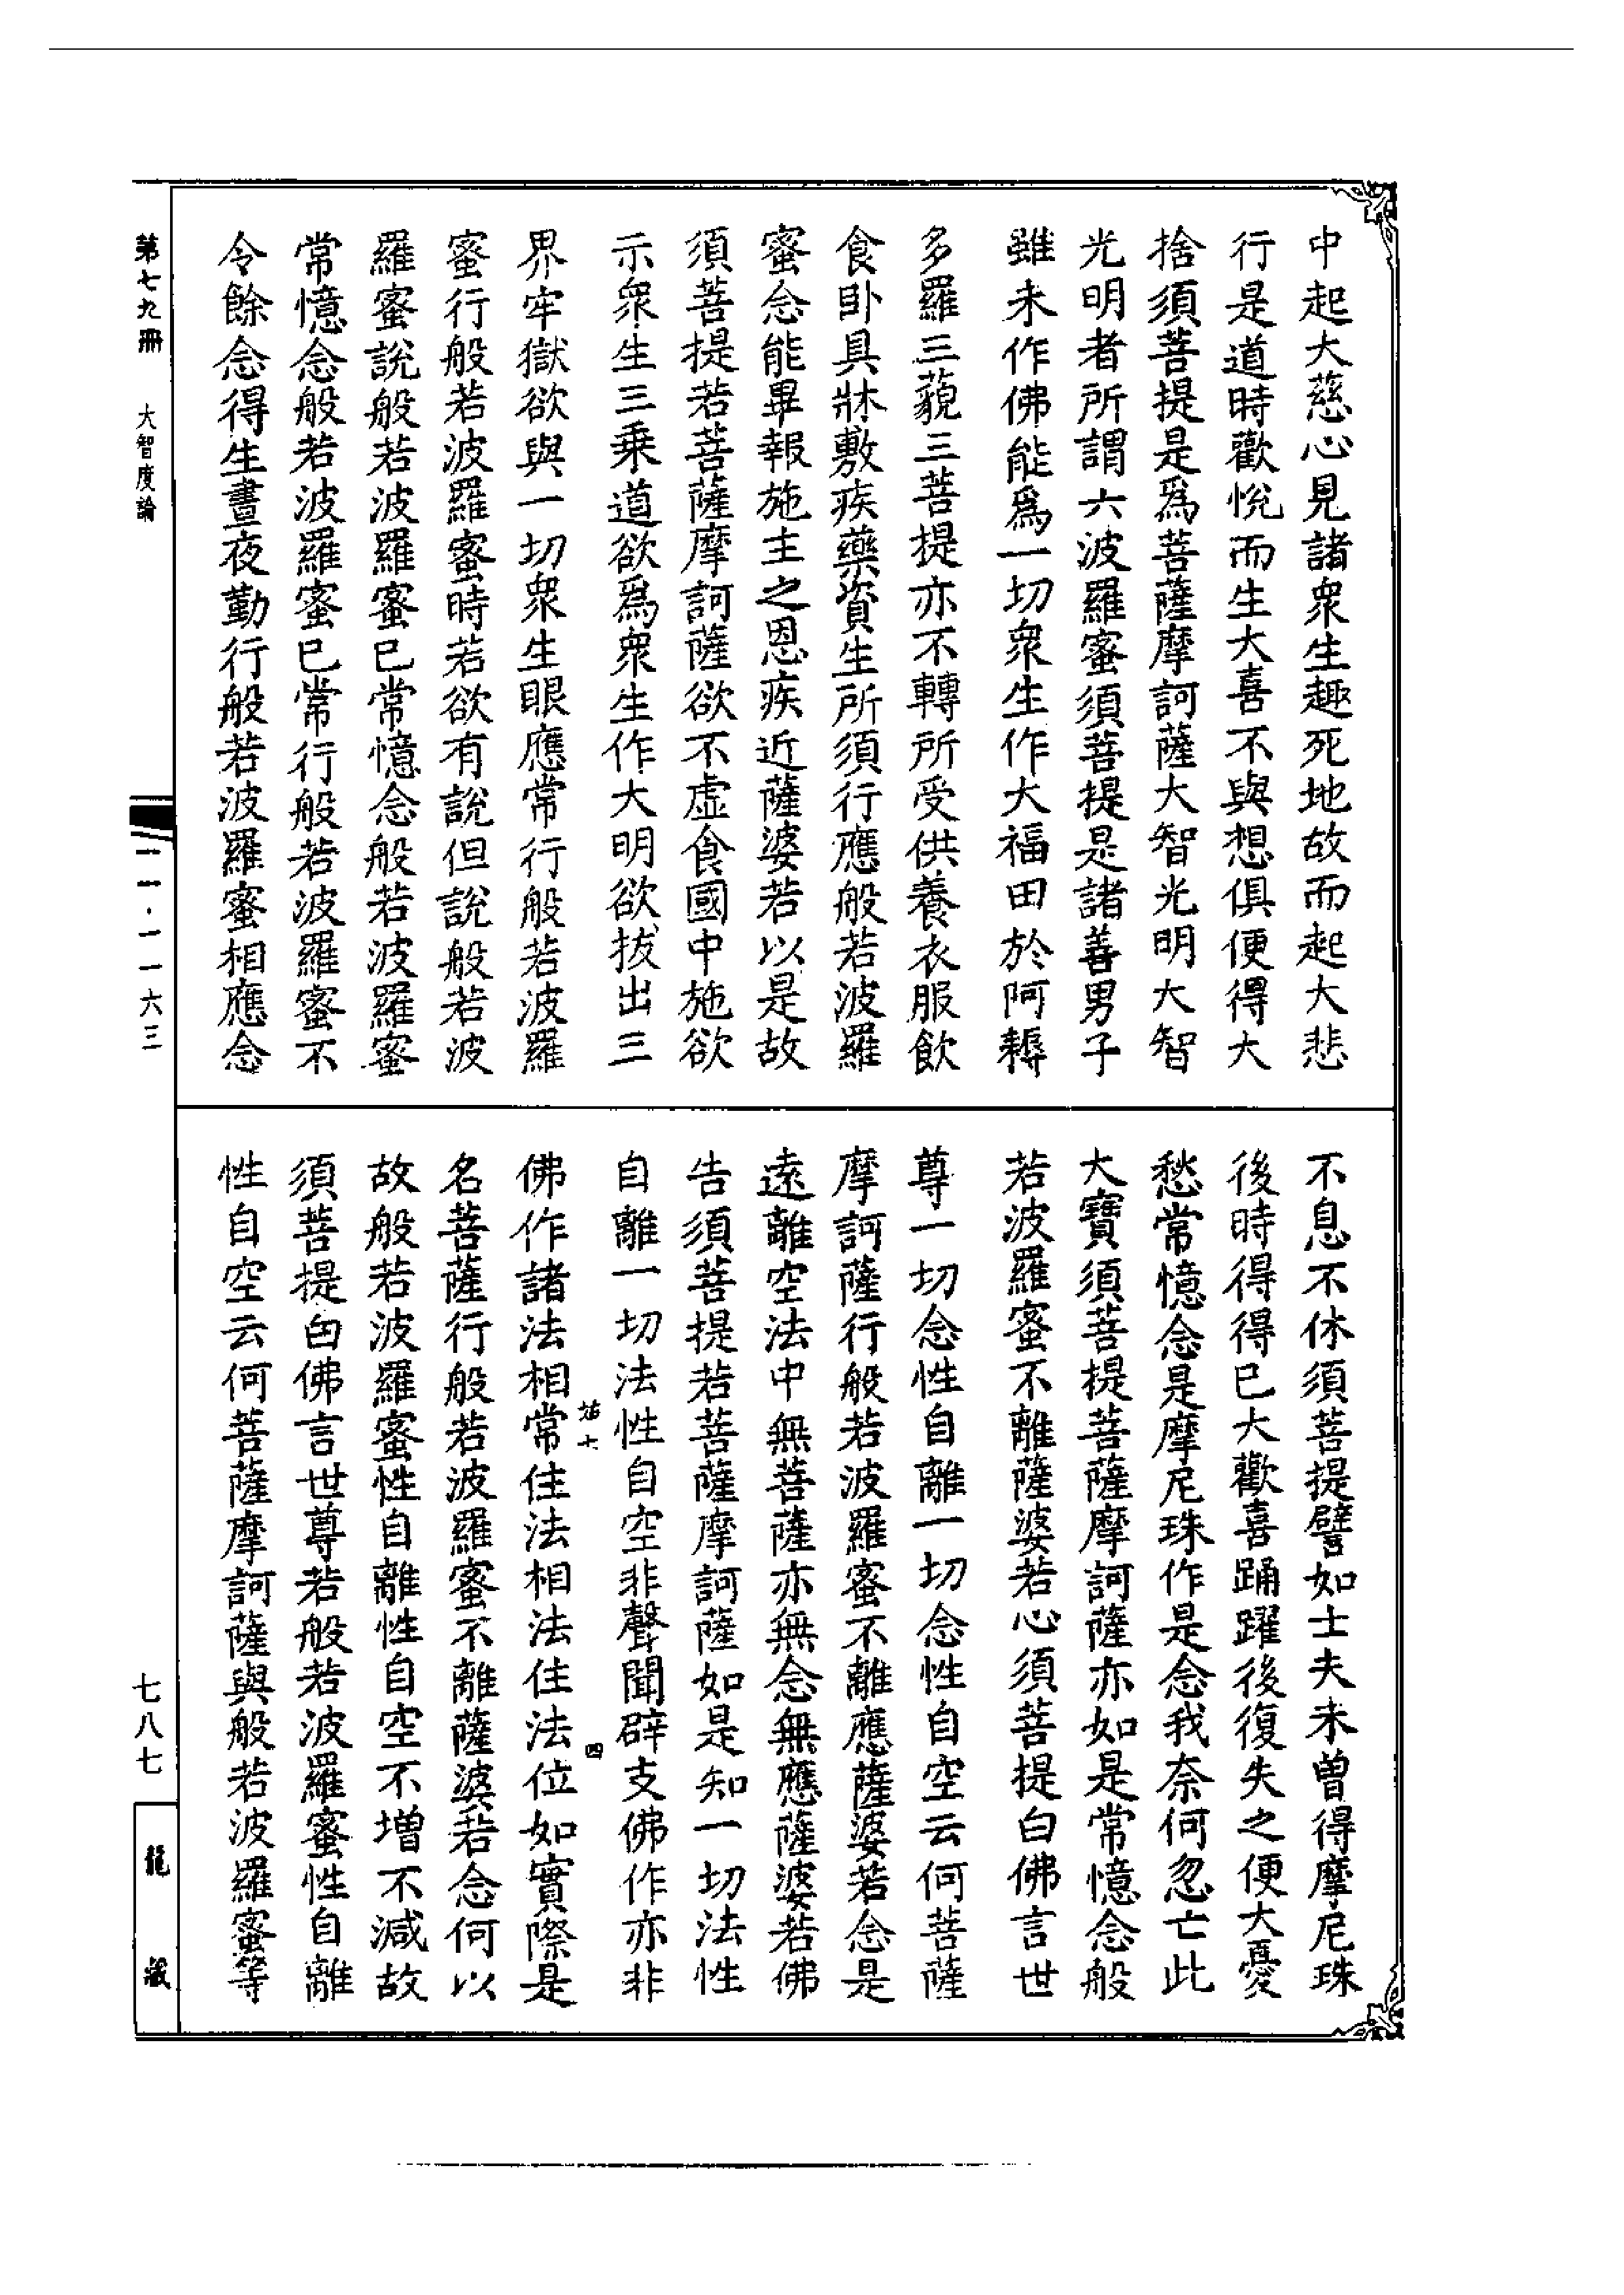 中起大慈心見諸衆生趣死地故而起大悲
行是道時歡悅而生大喜不與想俱便得大
捨須菩提是爲菩薩摩訶薩大智光明大智
光明者所謂六波羅蜜須菩提是諸善男子
雖未作佛能爲一切衆生作大福田於阿耨
多羅三藐三菩提亦不轉所受供養衣服飲
食卧具牀敷疾藥資生所須行應般若波羅
蜜念能畢報施主之恩疾近薩婆若以是故
須菩提若菩薩摩訶薩欲不虛食國中施欲
示衆生三乗道欲爲衆生作大明欲拔出三
界牢獄欲與一切衆生眼應常行般若波羅
蜜行般若波羅蜜時若欲有說但說般若波
羅蜜說般若波羅蜜已常憶念般若波羅蜜
常憶念般若波羅蜜已常行般若波羅蜜不
令餘念得生晝夜勤行般若波羅蜜相應念
不息不休須菩提譬如士夫未曾得摩尼珠
後時得得已大歡喜踊躍後復失之便大憂
愁常憶念是摩尼珠作是念我奈何忽亡此
大寶須菩提菩薩摩訶薩亦如是常憶念般
若波羅蜜不離薩婆若心須菩提白佛言世
尊一切念性自離一切念性自空云何菩薩
摩訶薩行般若波羅蜜不離應薩婆若念是
遠離空法中無菩薩亦無念無應薩婆若佛
告須菩提若菩薩摩訶薩如是知一切法性
自離一切法性自空非聲聞辟支佛作亦非
佛作諸法相常住法相法住法位如實際是
名菩薩行般若波羅蜜不離薩婆若念何以
故般若波羅蜜性自離性自空不增不減故
須菩提白佛言世尊若般若波羅蜜性自離
性自空云何菩薩摩訶薩與般若波羅蜜等
第七九冊 大智度論
一一·一一六三
七八七
龍藏
七
四